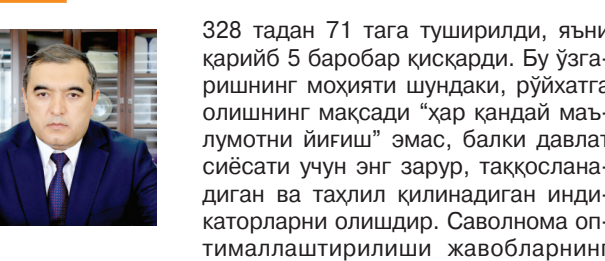 328 тадан 71 тага туширилди, яъни
қарийб 5 баробар қисқарди. Бу ўзга-
ришнинг моҳияти шундаки, рўйхатга
олишнинг мақсади “ҳар қандай маъ-
лумотни йиғиш” эмас, балки давлат
сиёсати учун энг зарур, таққослана-
диган ва таҳлил қилинадиган инди-
каторларни олишдир. Саволнома оп-
тималлаштирилиши жавобларнинг